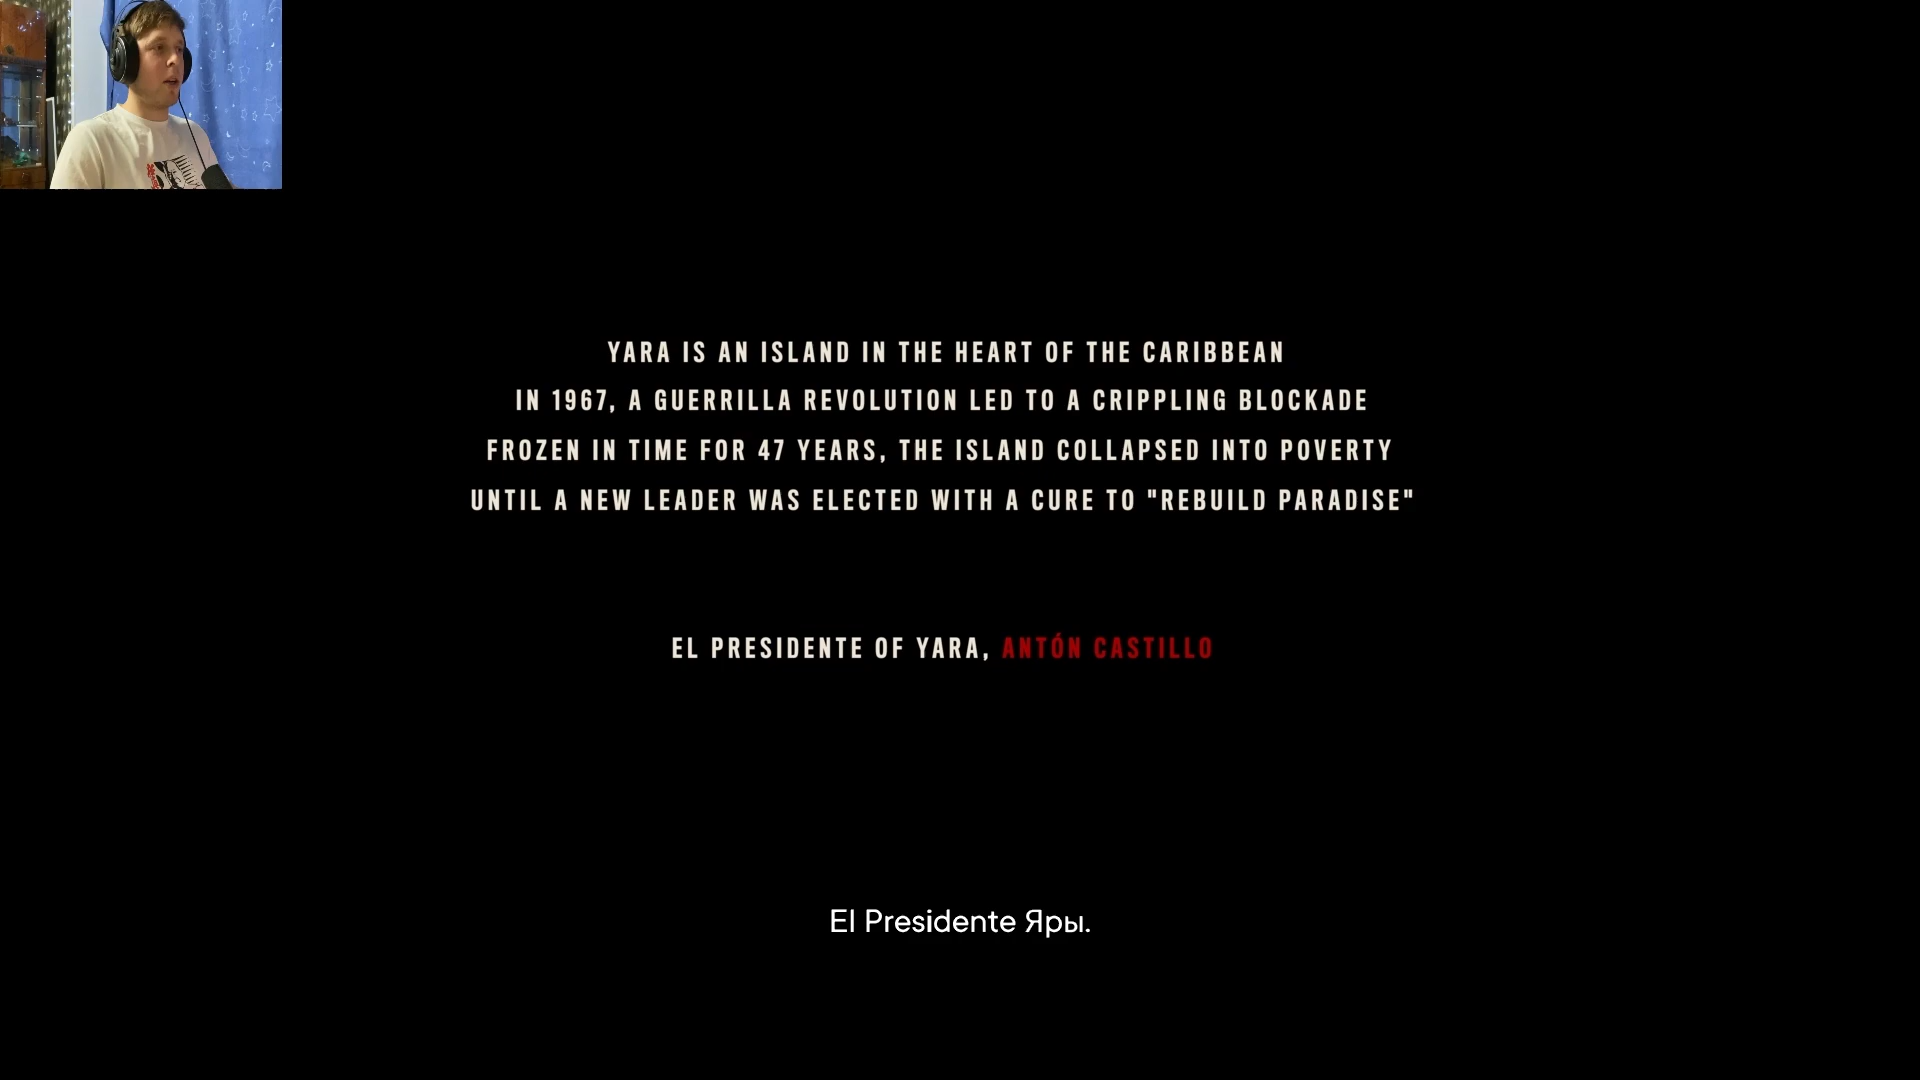 YARA IS AN ISLAND IN THE HEART OF THE CARIBBEAN
IN 1967, A GUERRILLA REVOLUTION LED TO A CRIPPLING BLOCKADE
FROZEN IN TIME FOR 47 YEARS, THE ISLAND COLLAPSED INTO POVERTY
UNTIL A NEW LEADER WAS ELECTED WITH A CURE TO "REBUILD PARADISE"
EL PRESIDENTE OF YARA, ANTÓN CASTILLO
El Presidente Яры.